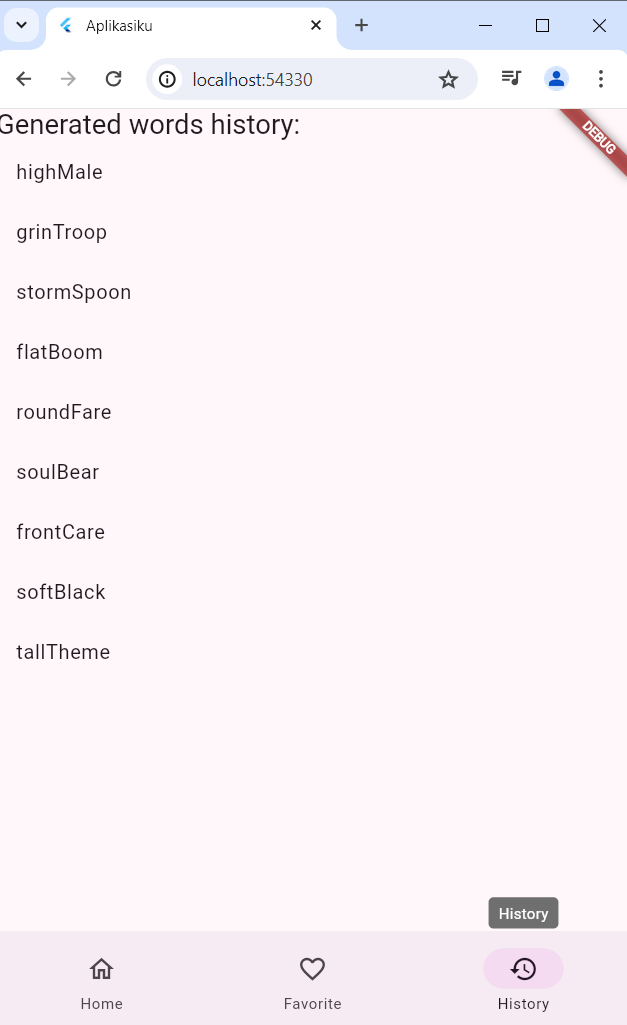 Aplikasiku
localhost:54330
Generated words history:
DEBUG
highMale
grinTroop
stormSpoon
flatBoom
roundFare
soulBear
frontCare
softBlack
tallTheme
History
Home
Favorite
History